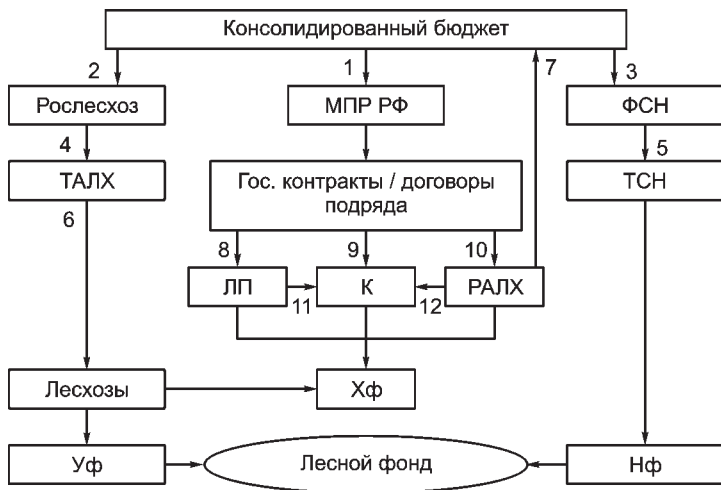 Консолидированный бюджет
2
1
7
3
Рослесхоз
МПР РФ
ФСН
4
5
ТАЛХ
Гос. контракты / договоры
подряда
ТСН
6
8
9
10
ЛП
К
РАЛХ
11
12
Лесхозы
Хф
Уф
Лесной фонд
Нф